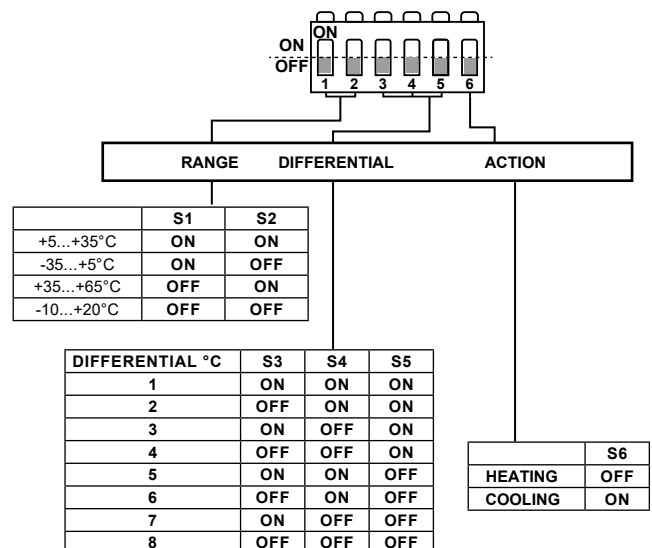 ON
ON
OFF
1 2 3 4 5 6
RANGE DIFFERENTIAL ACTION
S1 S2
+5...+35°C ON ON
-35...+5°C ON OFF
+35...+65°C OFF ON
-10...+20°C OFF OFF
DIFFERENTIAL °C S3 S4 S5
1 ON ON ON
2 OFF ON ON
3 ON OFF ON
4 OFF OFF ON
5 ON ON OFF
6 OFF ON OFF
7 ON OFF OFF
8 OFF OFF OFF
S6
HEATING OFF
COOLING ON